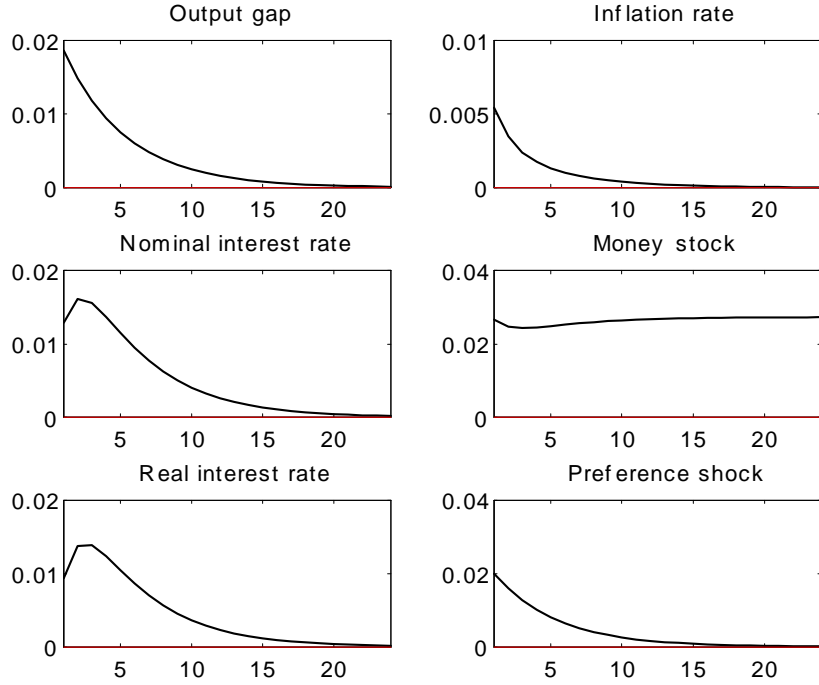 Output gap
0.02
0.01
0
5 10 15 20
Inflation rate
0.01
0.005
0
5 10 15 20
Nominal interest rate
0.02
0.01
0
5 10 15 20
Money stock
0.04
0.02
0
5 10 15 20
Real interest rate
0.02
0.01
0
5 10 15 20
Preference shock
0.04
0.02
0
5 10 15 20